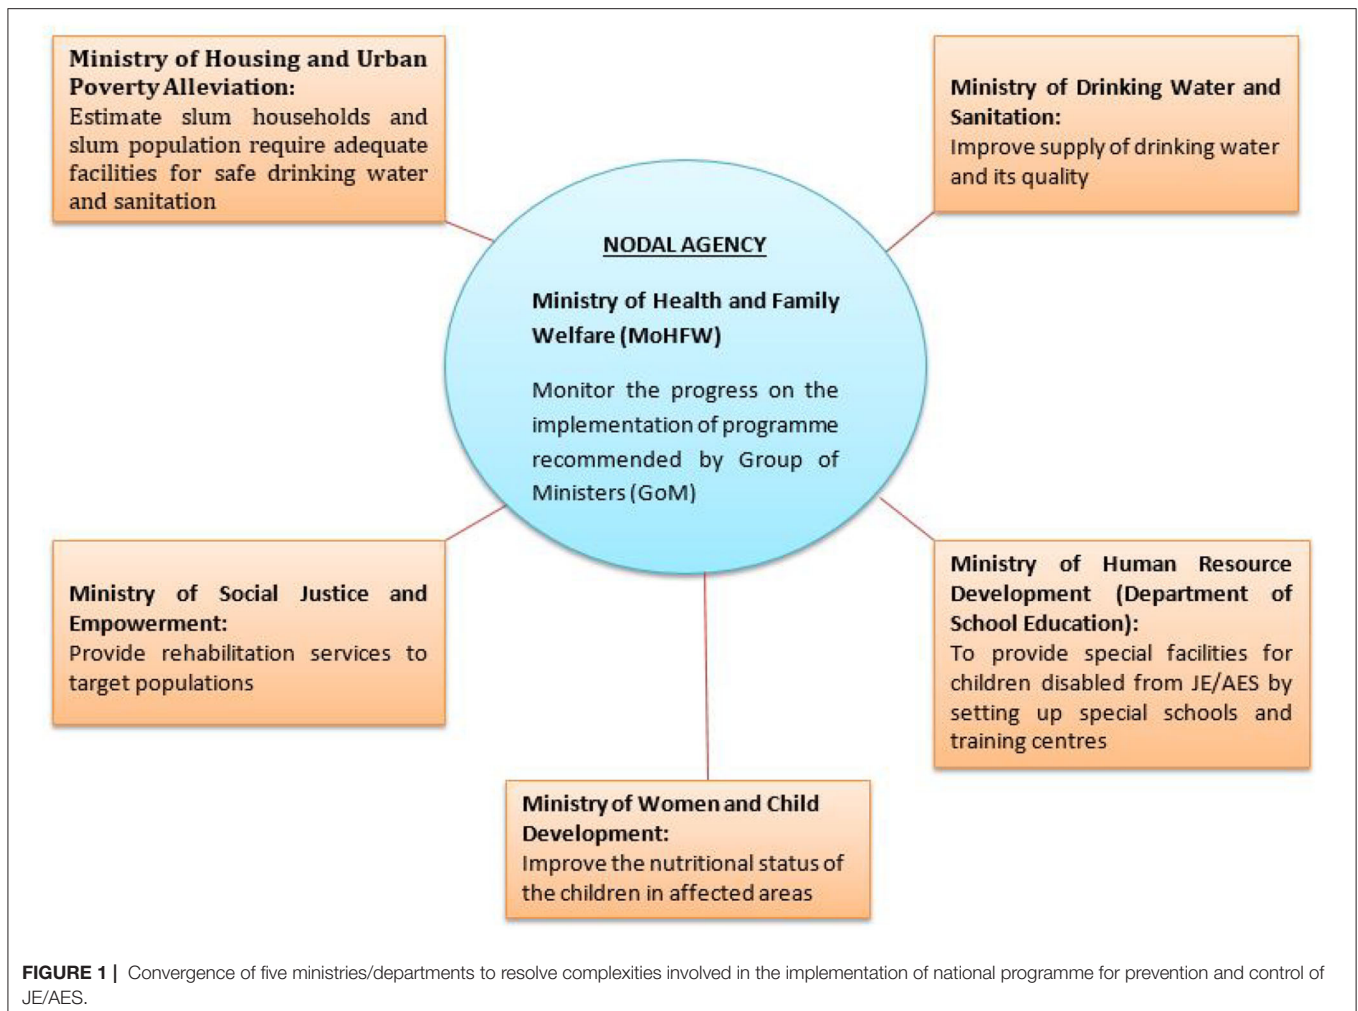 Ministry of Housing and Urban
Poverty Alleviation:
Estimate slum households and
slum population require adequate
facilities for safe drinking water
and sanitation
Ministry of Drinking Water and
Sanitation:
Improve supply of drinking water
and its quality
NODAL AGENCY
Ministry of Health and Family
Welfare (MoHFW)
Monitor the progress on the
implementation of programme
recommended by Group of
Ministers (GoM)
Ministry of Social Justice and
Empowerment:
Provide rehabilitation services to
target populations
Ministry of Human Resource
Development (Department of
School Education):
To provide special facilities for
children disabled from JE/AES by
setting up special schools and
training centres
Ministry of Women and Child
Development:
Improve the nutritional status of
the children in affected areas
FIGURE 1 | Convergence of five ministries/departments to resolve complexities involved in the implementation of national programme for prevention and control of
JE/AES.